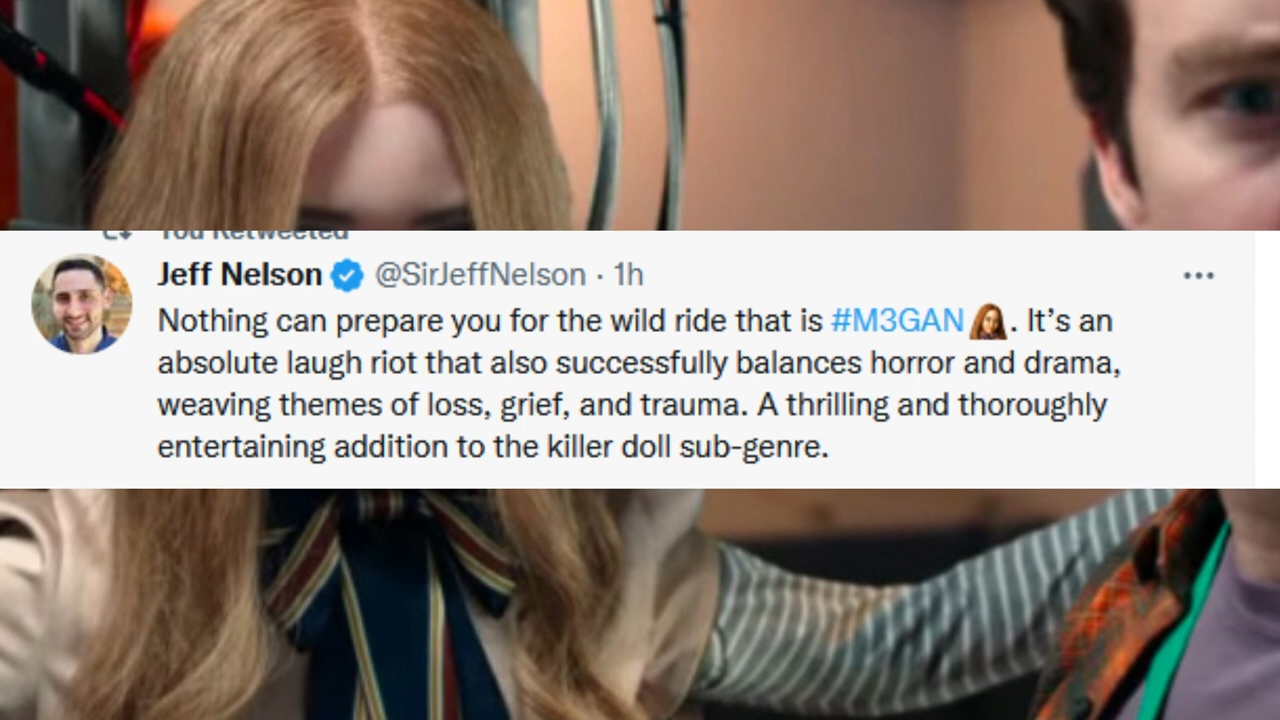 You Retweeted
Jeff Nelson @SirJeffNelson · 1h
Nothing can prepare you for the wild ride that is #M3GAN. It’s an
absolute laugh riot that also successfully balances horror and drama,
weaving themes of loss, grief, and trauma. A thrilling and thoroughly
entertaining addition to the killer doll sub-genre.